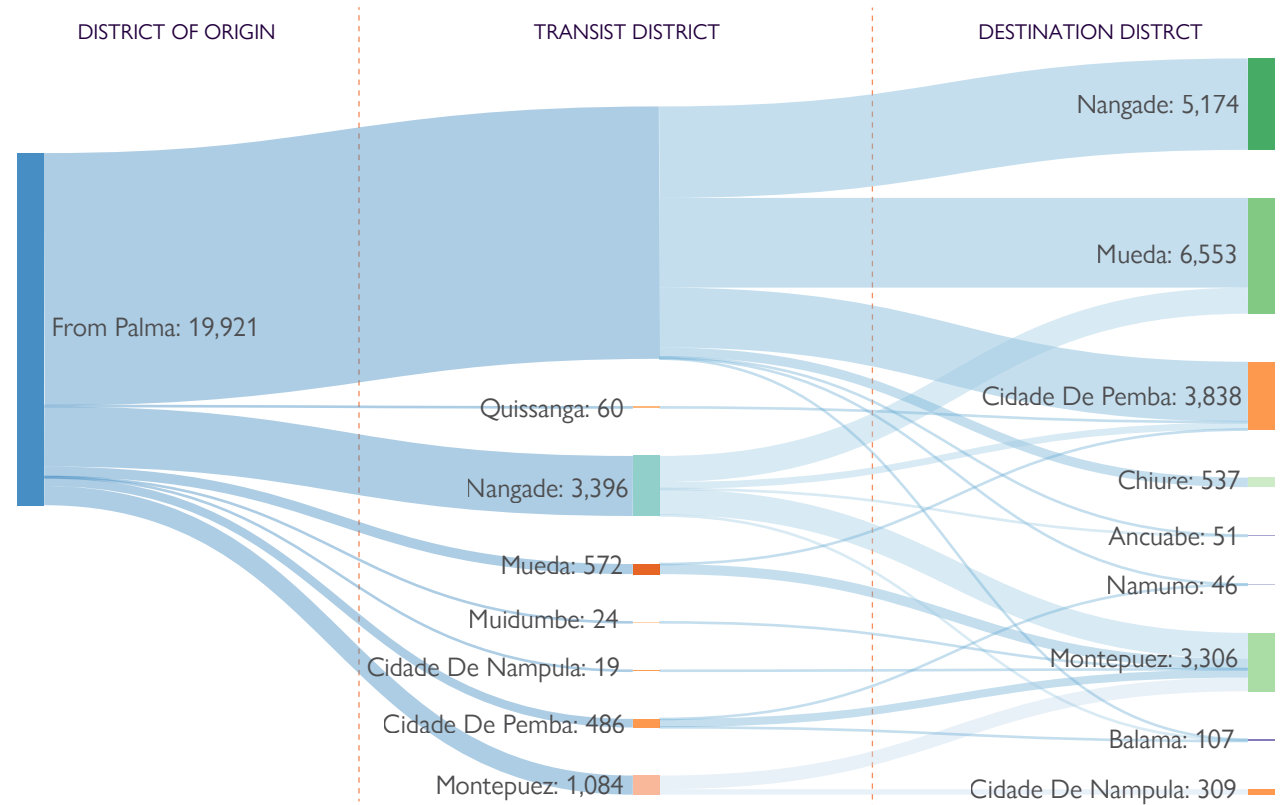 DISTRICT OF ORIGIN
TRANSIST DISTRICT
DESTINATION DISTRCT
From Palma: 19,921
Quissanga: 60
Nangade: 3,396
Mueda: 572
Muidumbe: 24
Cidade De Nampula: 19
Cidade De Pemba: 486
Montepuez: 1,084
Nangade: 5,174
Mueda: 6,553
Cidade De Pemba: 3,838
Chiure: 537
Ancuabe: 51
Namuno: 46
Montepuez: 3,306
Balama: 107
Cidade De Nampula: 309